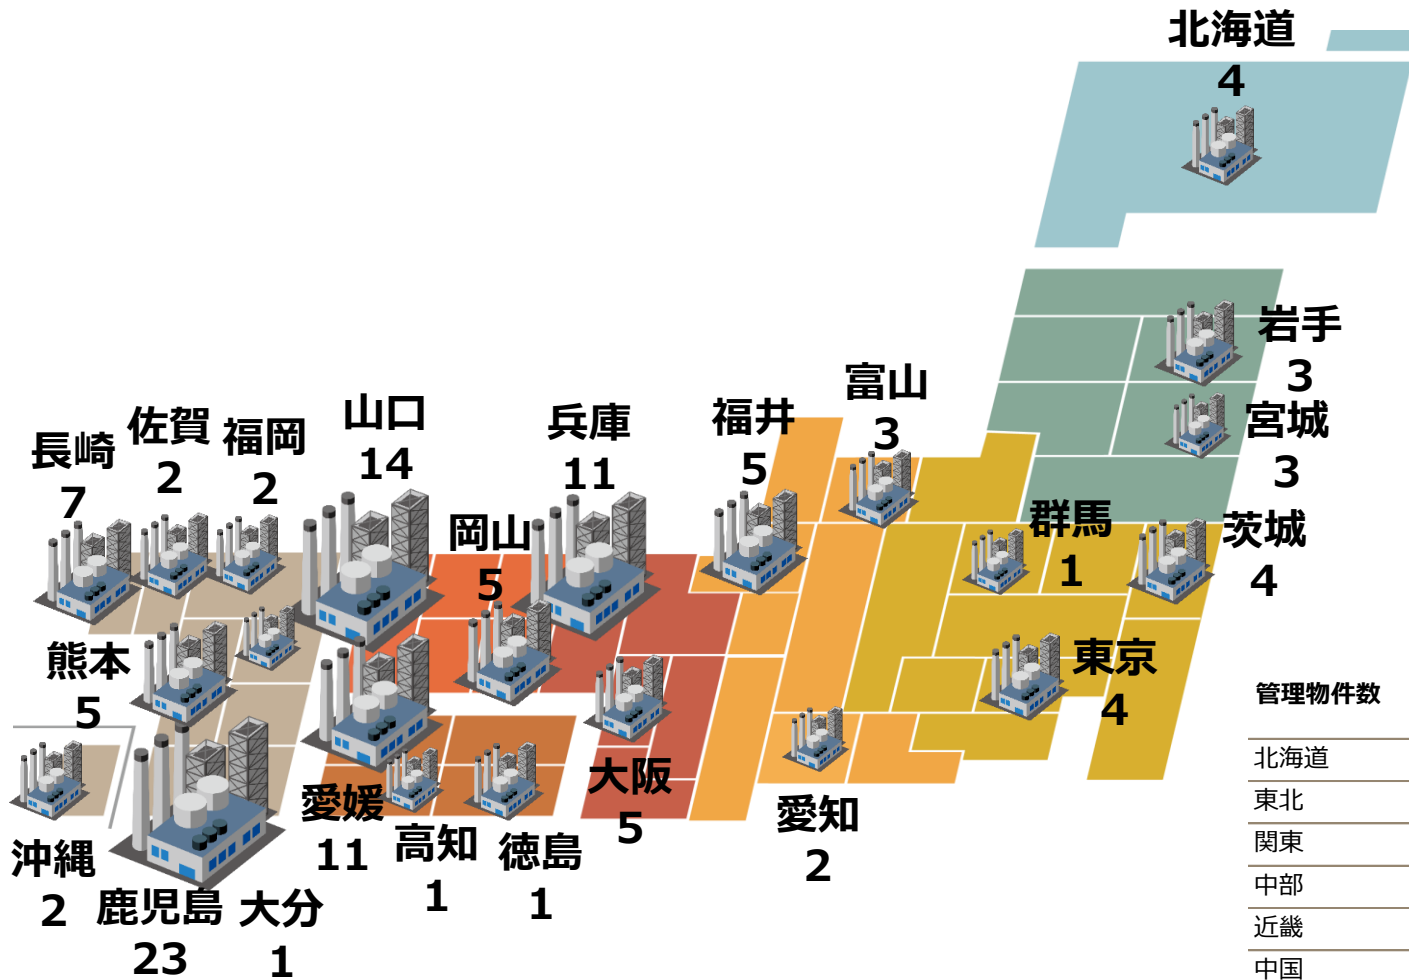 北海道
4
岩手
3
宮城
3
富山
3
福井
5
兵庫
11
山口
14
福岡
2
佐賀
2
長崎
7
岡山
5
群馬
1
茨城
4
熊本
5
東京
4
沖縄
2
鹿児島
23
大分
1
愛媛
11
高知
1
徳島
1
大阪
5
愛知
2
管理物件数
北海道
東北
関東
中部
近畿
中国